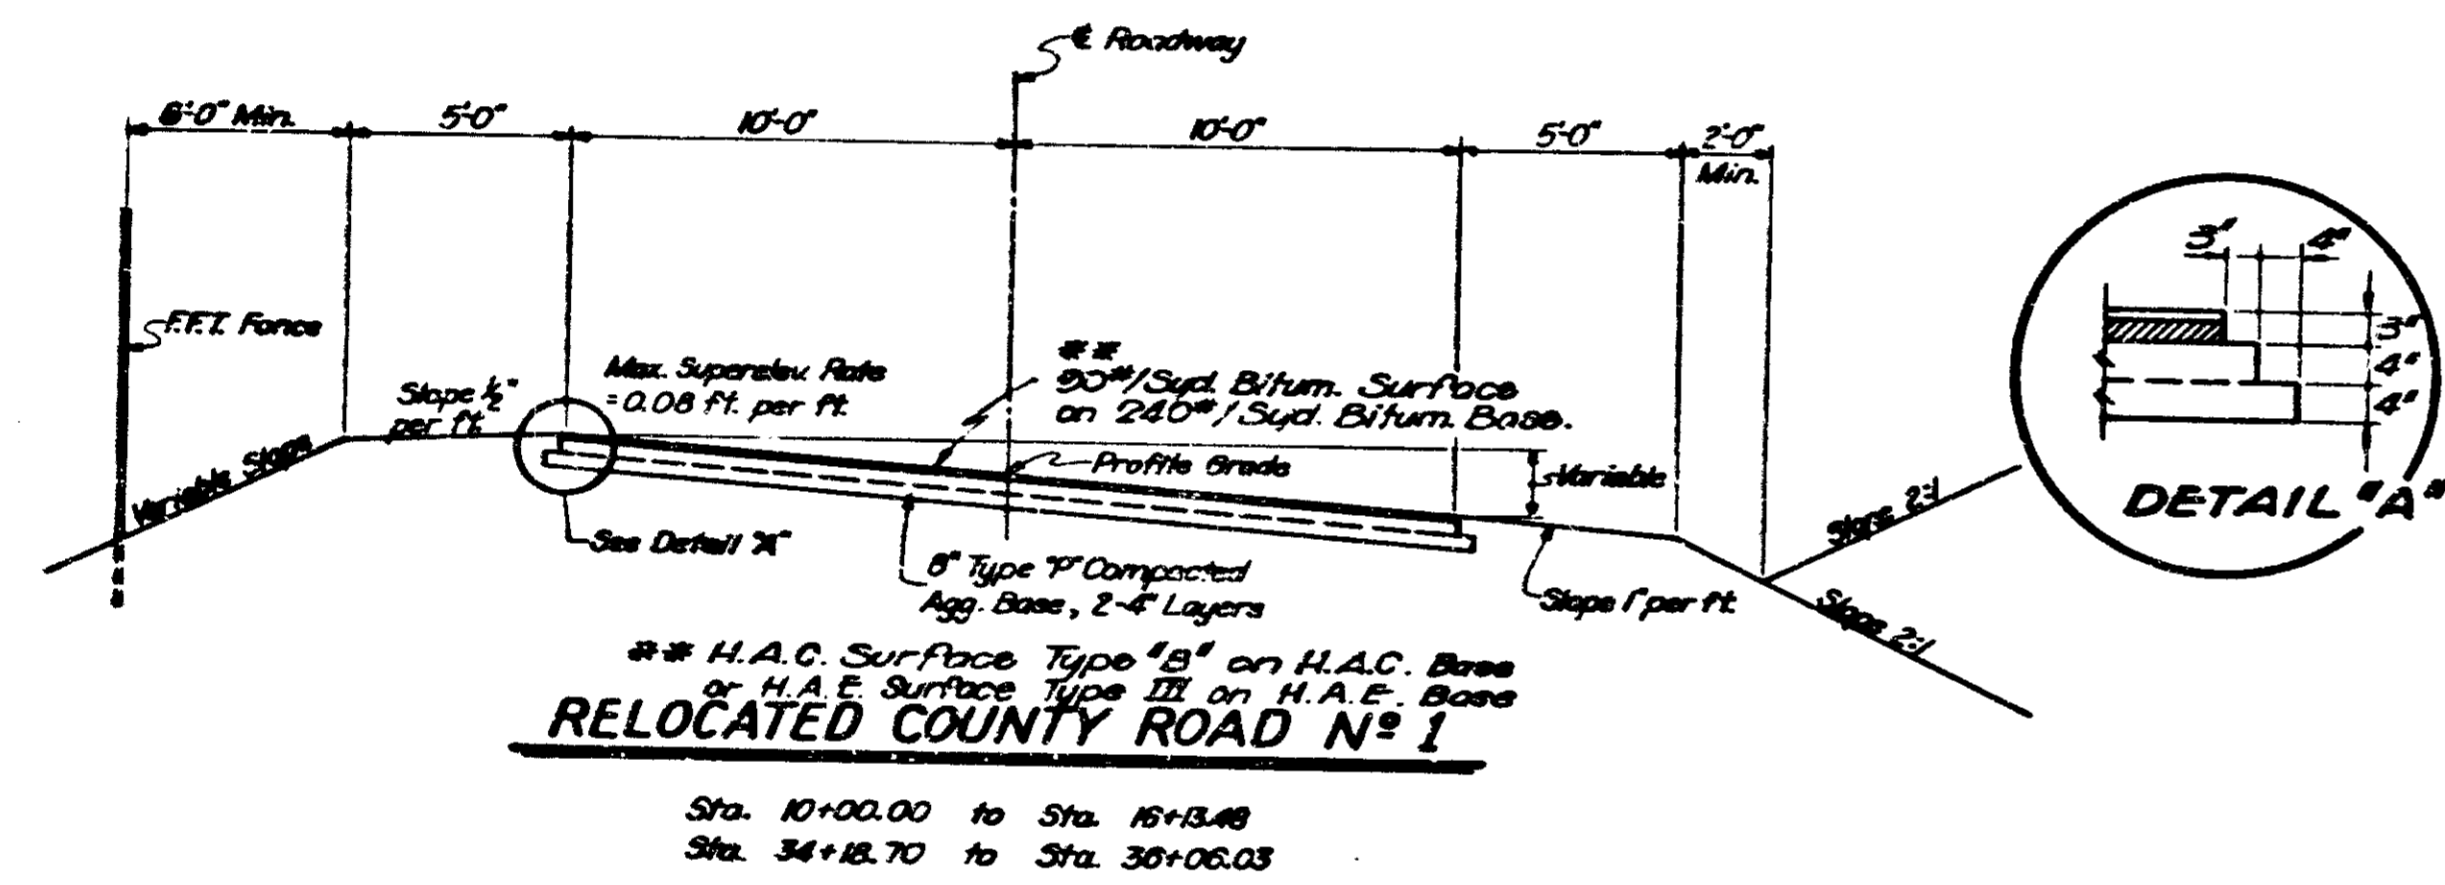 ℄ Roadway
6'-0" Min.
5'-0"
10'-0"
10'-0"
5'-0"
2'-0"
Min.
F.F.T. Fence
Slope ½"
per ft.
Max. Superelev. Rate
= 0.08 ft. per ft.
**
90#/Syd. Bitum. Surface
on 240#/Syd. Bitum. Base.
Profile Grade
Variable
Variable Slope
See Detail "A"
8" Type "P" Compacted
Agg. Base, 2-4" Layers
Slope 1" per ft.
Slope 2:1
Slope 2:1
3"
4"
3"
4"
4"
DETAIL "A"
** H.A.C. Surface Type "B" on H.A.C. Base
or H.A.E. Surface Type III on H.A.E. Base
RELOCATED COUNTY ROAD Nº 1
Sta. 10+00.00 to Sta. 16+13.48
Sta. 34+18.70 to Sta. 36+06.03